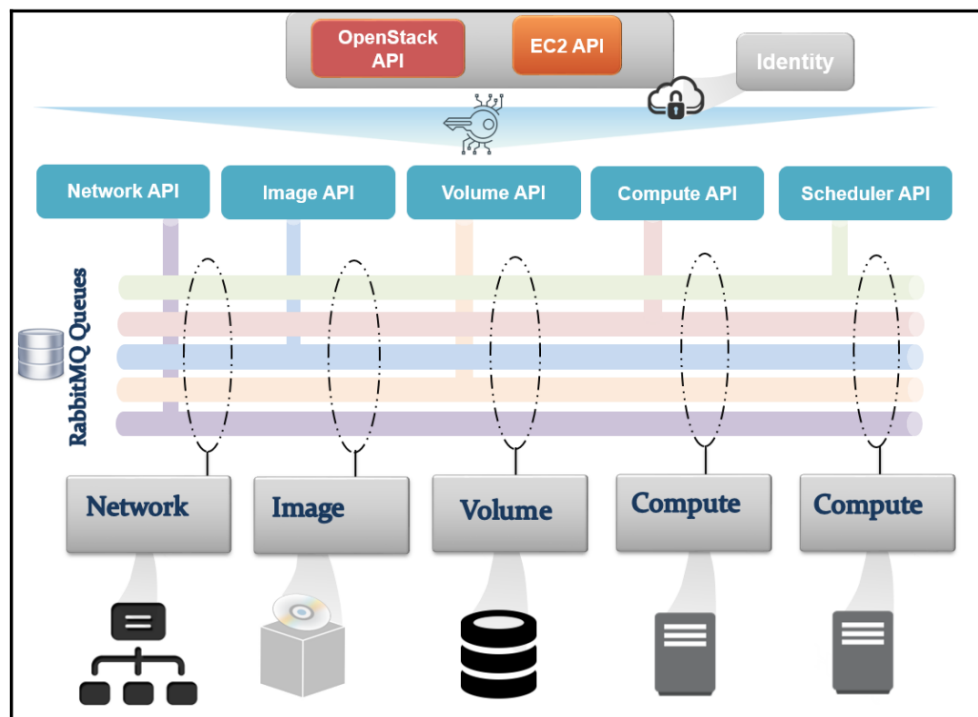 OpenStack
API
EC2 API
Identity
Network API
Image API
Volume API
Compute API
Scheduler API
RabbitMQ Queues
Network
Image
Volume
Compute
Compute